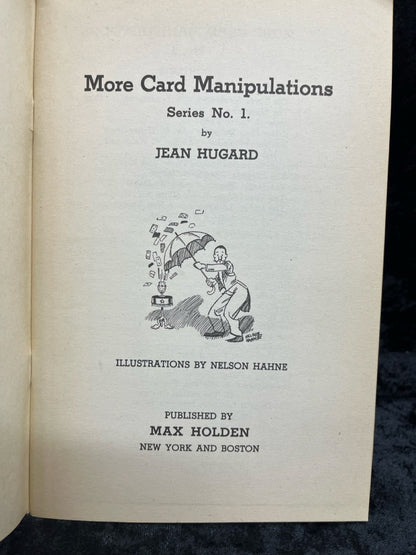 More Card Manipulations
Series No. 1.
by
JEAN HUGARD
ILLUSTRATIONS BY NELSON HAHNE
PUBLISHED BY
MAX HOLDEN
NEW YORK AND BOSTON